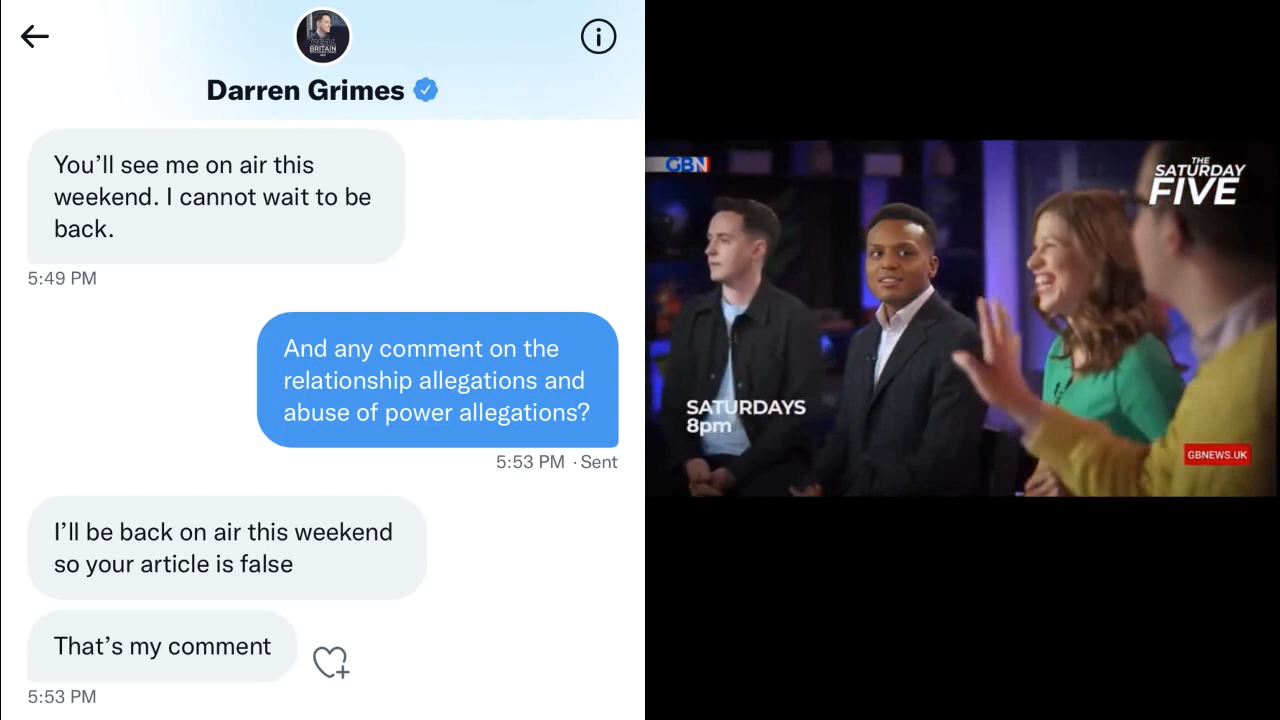 Darren Grimes
You’ll see me on air this
weekend. I cannot wait to be
back.
5:49 PM
And any comment on the
relationship allegations and
abuse of power allegations?
5:53 PM · Sent
I’ll be back on air this weekend
so your article is false
That’s my comment
5:53 PM
GBN
THE
SATURDAY
FIVE
SATURDAYS
8pm
GBNEWS.UK